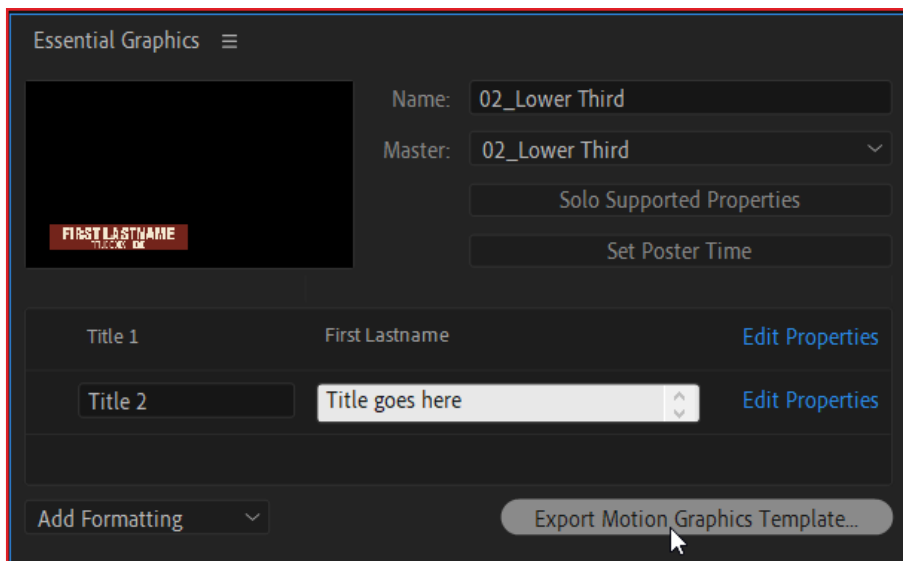 Essential Graphics
Name: 02_Lower Third
Master: 02_Lower Third
Solo Supported Properties
Set Poster Time
FIRST LASTNAME
Title 1 First Lastname Edit Properties
Title 2 Title goes here Edit Properties
Add Formatting Export Motion Graphics Template...